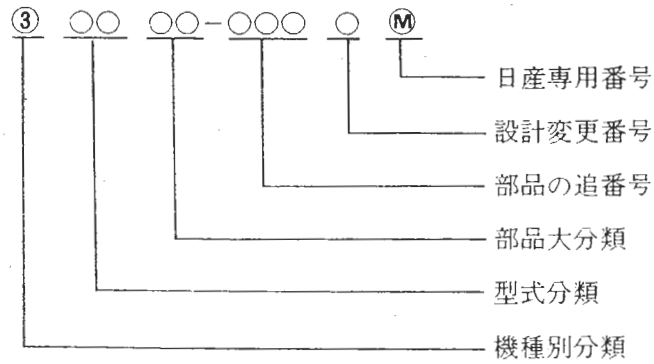 ③ ○○ ○○-○○○ ○ Ⓜ
日産専用番号
設計変更番号
部品の追番号
部品大分類
型式分類
機種別分類